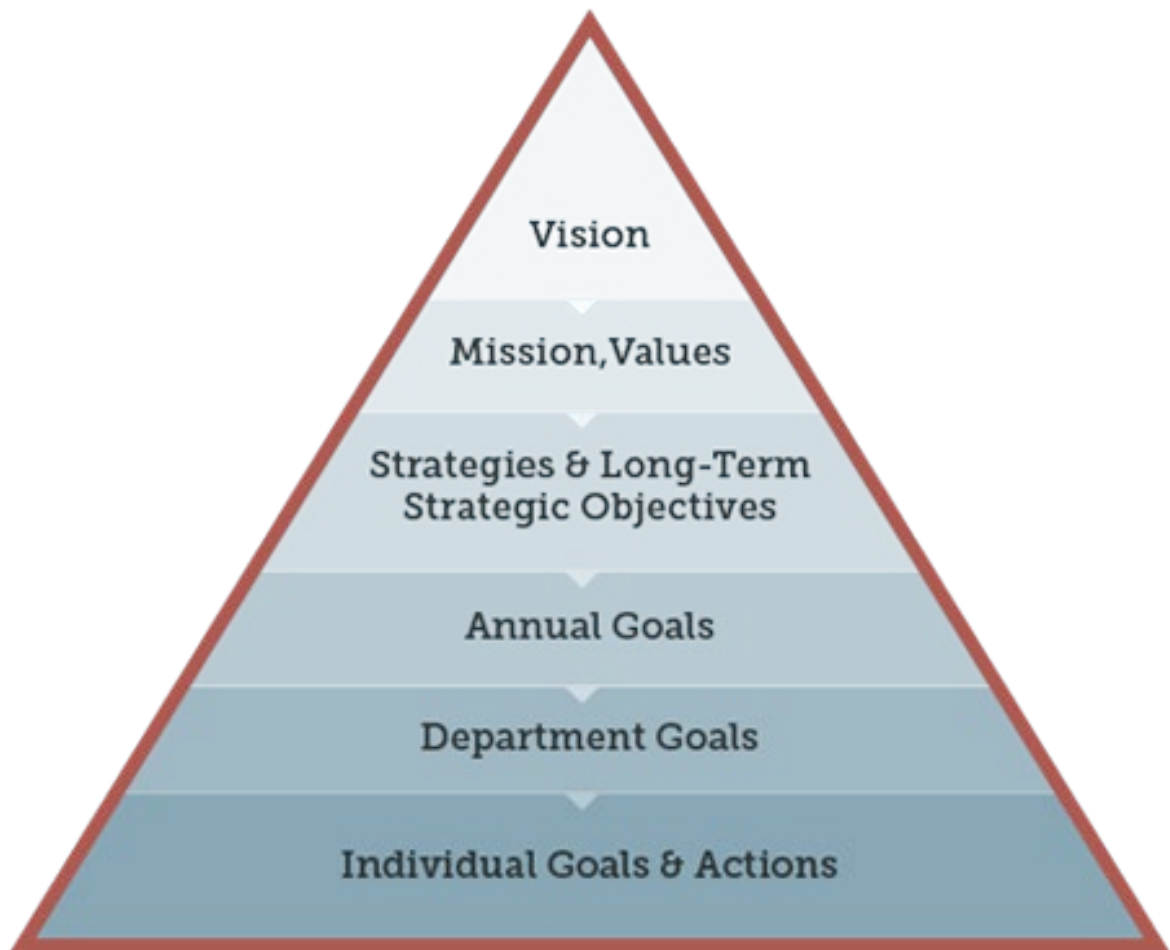 Vision
Mission,Values
Strategies & Long-Term
Strategic Objectives
Annual Goals
Department Goals
Individual Goals & Actions